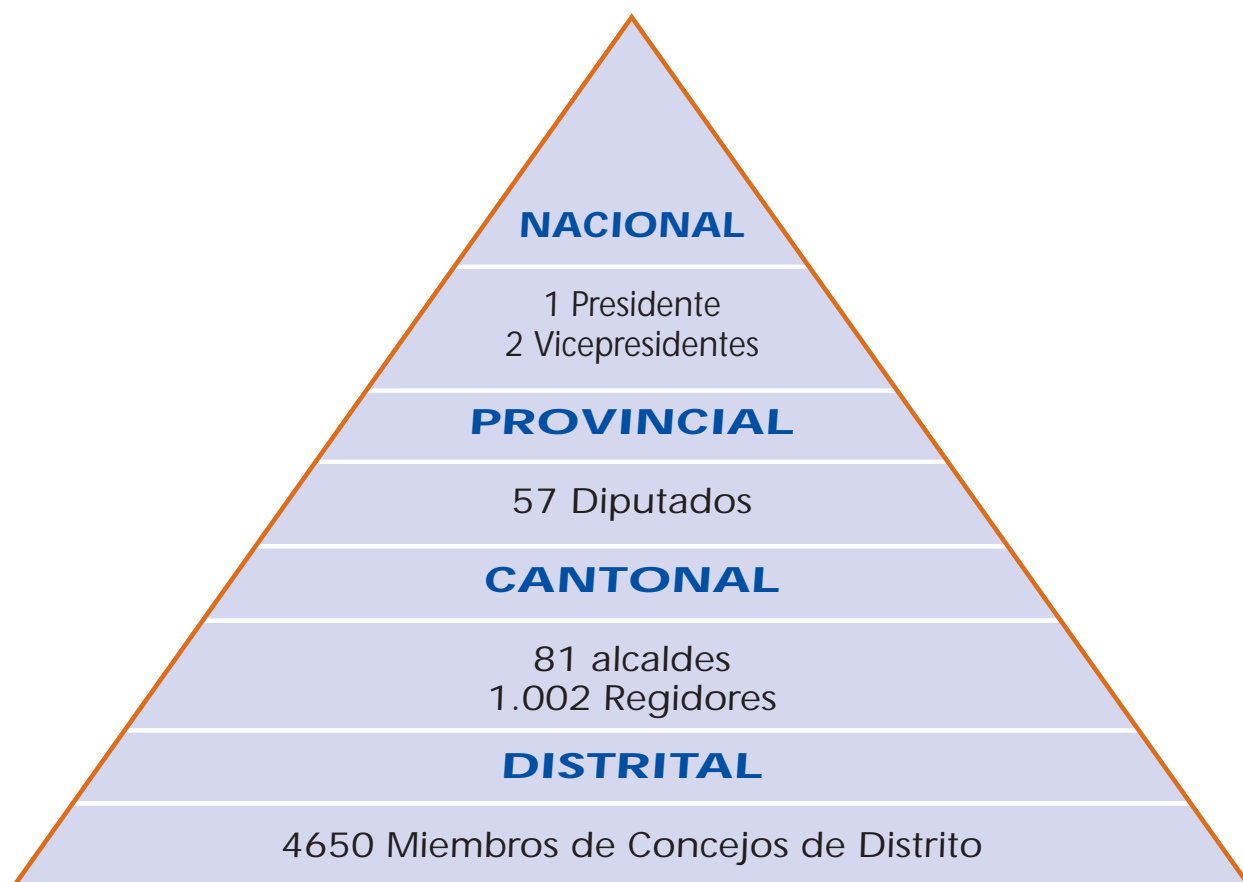 NACIONAL
1 Presidente
2 Vicepresidentes
PROVINCIAL
57 Diputados
CANTONAL
81 alcaldes
1.002 Regidores
DISTRITAL
4650 Miembros de Concejos de Distrito